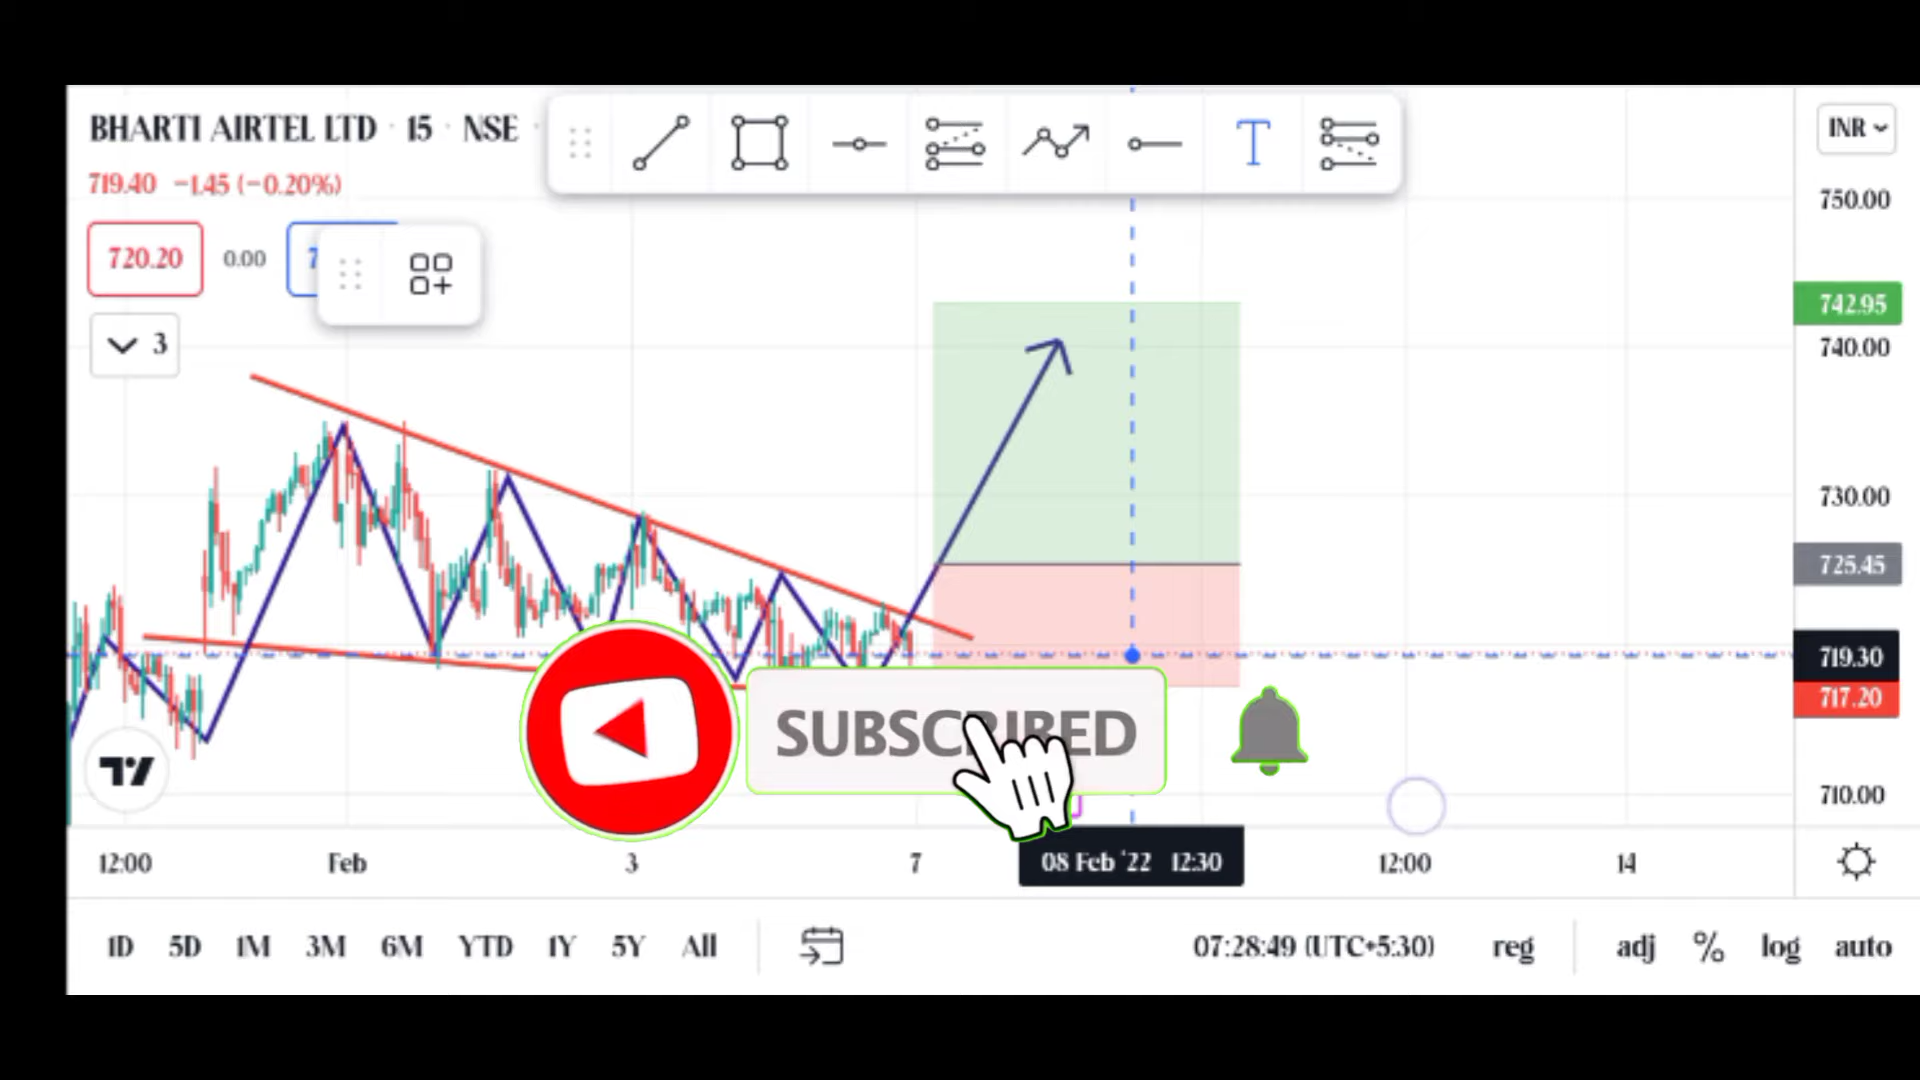 BHARTI AIRTEL LTD · 15 · NSE
INR
719.40 −1.45 (−0.20%)
750.00
720.20
0.00
7
742.95
3
740.00
730.00
725.45
719.30
717.20
SUBSCRIBED
710.00
12:00
Feb
3
7
08 Feb '22 12:30
12:00
14
1D 5D 1M 3M 6M YTD 1Y 5Y All
07:28:49 (UTC+5:30)
reg
adj % log auto